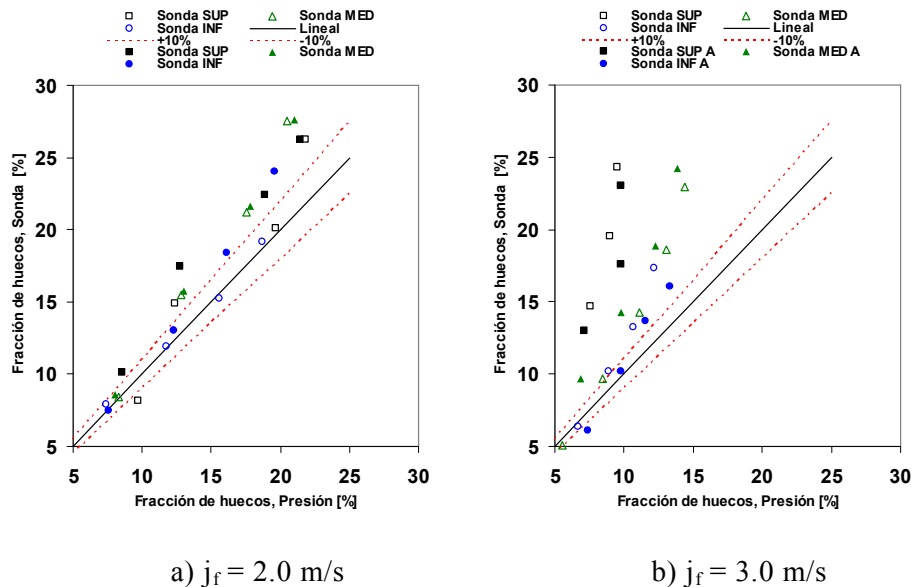 Sonda SUP Sonda MED
Sonda INF Lineal
+10% -10%
Sonda SUP Sonda MED
Sonda INF
Fracción de huecos, Sonda [%]
30
25
20
15
10
5
5 10 15 20 25 30
Fracción de huecos, Presión [%]
a) jf = 2.0 m/s
Sonda SUP Sonda MED
Sonda INF Lineal
+10% -10%
Sonda SUP A Sonda MED A
Sonda INF A
Fracción de huecos, Sonda [%]
30
25
20
15
10
5
5 10 15 20 25 30
Fracción de huecos, Presión [%]
b) jf = 3.0 m/s